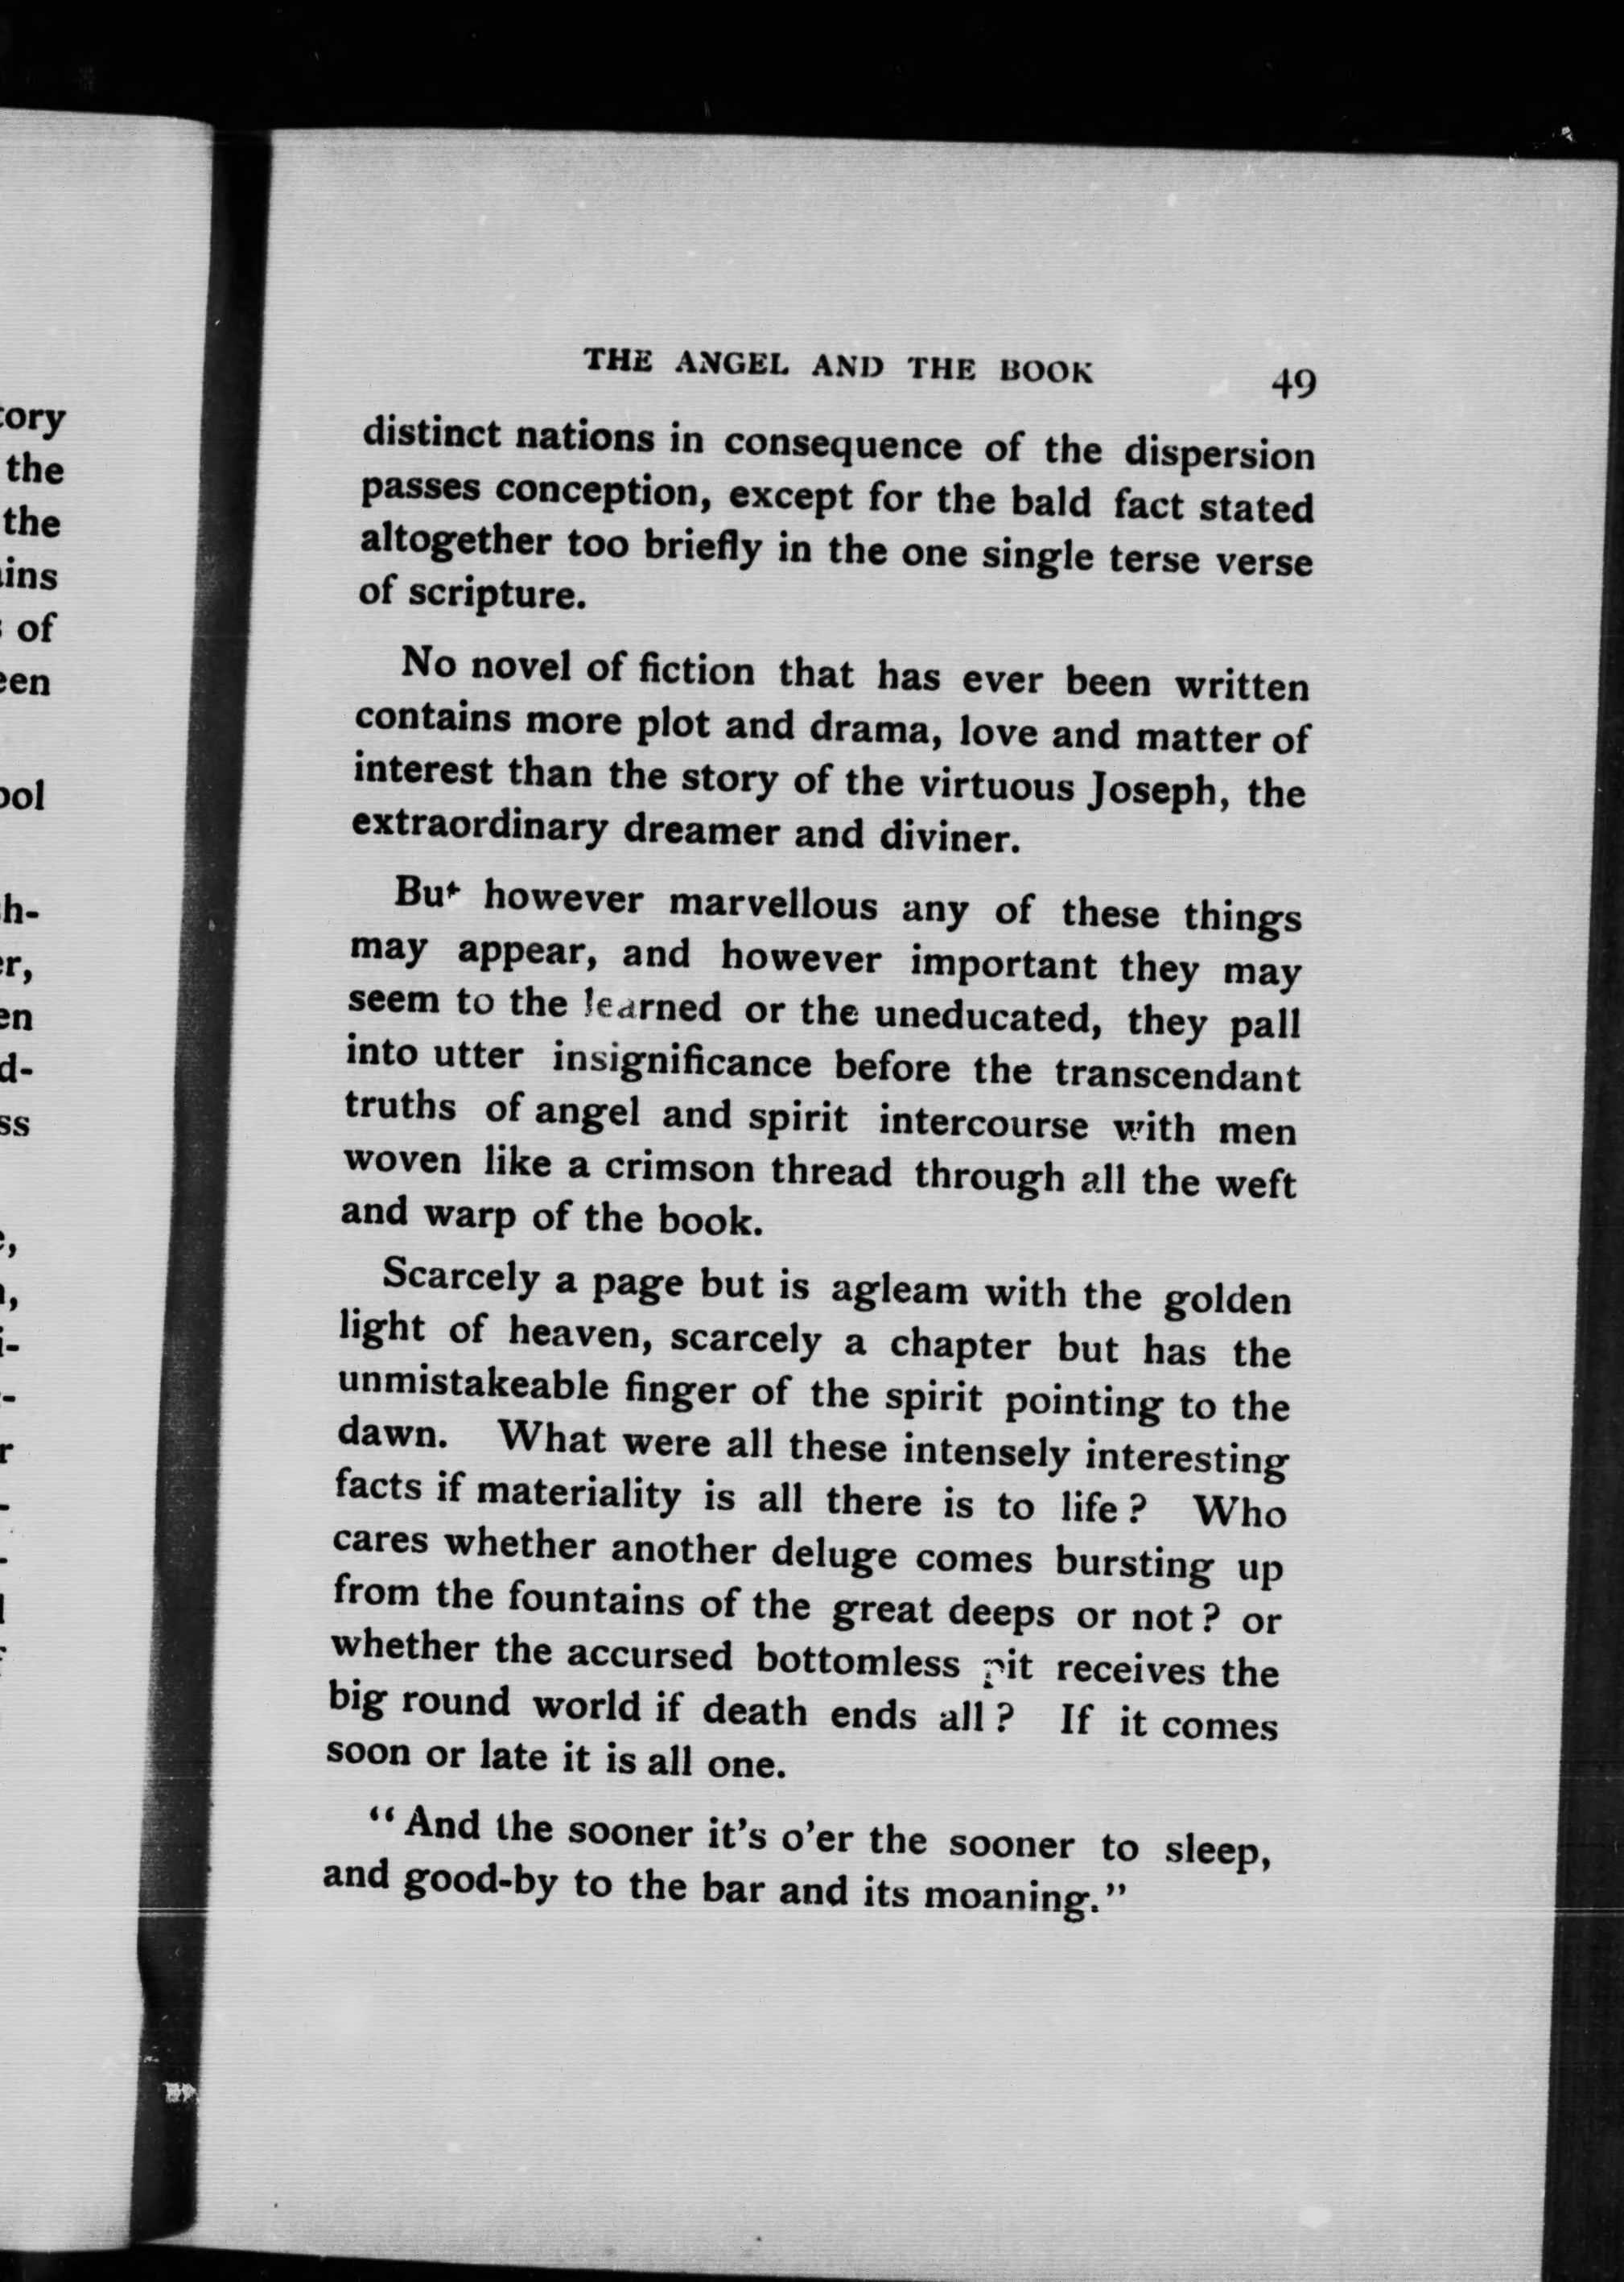 THE ANGEL AND THE BOOK 49
distinct nations in consequence of the dispersion
passes conception, except for the bald fact stated
altogether too briefly in the one single terse verse
of scripture.
No novel of fiction that has ever been written
contains more plot and drama, love and matter of
interest than the story of the virtuous Joseph, the
extraordinary dreamer and diviner.
But however marvellous any of these things
may appear, and however important they may
seem to the learned or the uneducated, they pall
into utter insignificance before the transcendant
truths of angel and spirit intercourse with men
woven like a crimson thread through all the weft
and warp of the book.
Scarcely a page but is agleam with the golden
light of heaven, scarcely a chapter but has the
unmistakeable finger of the spirit pointing to the
dawn. What were all these intensely interesting
facts if materiality is all there is to life? Who
cares whether another deluge comes bursting up
from the fountains of the great deeps or not? or
whether the accursed bottomless pit receives the
big round world if death ends all? If it comes
soon or late it is all one.
"And the sooner it's o'er the sooner to sleep,
and good-by to the bar and its moaning."